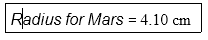 Radius for Mars = 4.10 cm